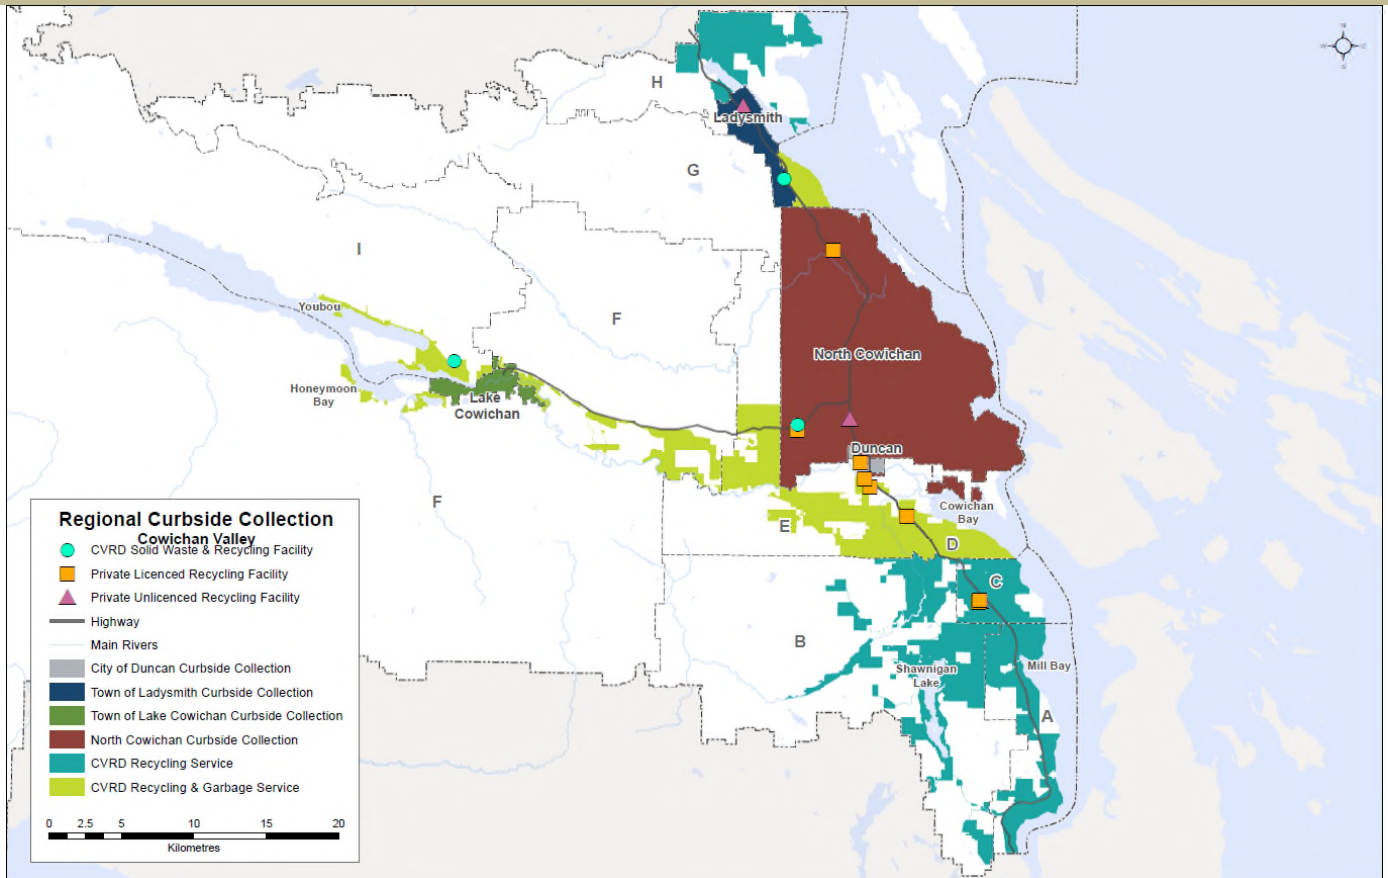 H
Ladysmith
G
I
Youbou
F
North Cowichan
Honeymoon
Bay
Lake
Cowichan
Duncan
F
Cowichan
Bay
E
D
C
B
Mill Bay
Shawnigan
Lake
A
Regional Curbside Collection
Cowichan Valley
CVRD Solid Waste & Recycling Facility
Private Licenced Recycling Facility
Private Unlicenced Recycling Facility
Highway
Main Rivers
City of Duncan Curbside Collection
Town of Ladysmith Curbside Collection
Town of Lake Cowichan Curbside Collection
North Cowichan Curbside Collection
CVRD Recycling Service
CVRD Recycling & Garbage Service
0 2.5 5 10 15 20
Kilometres